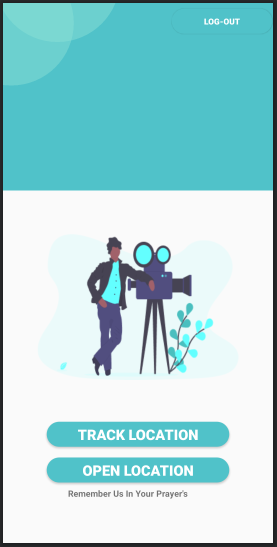 LOG-OUT
TRACK LOCATION
OPEN LOCATION
Remember Us In Your Prayer's